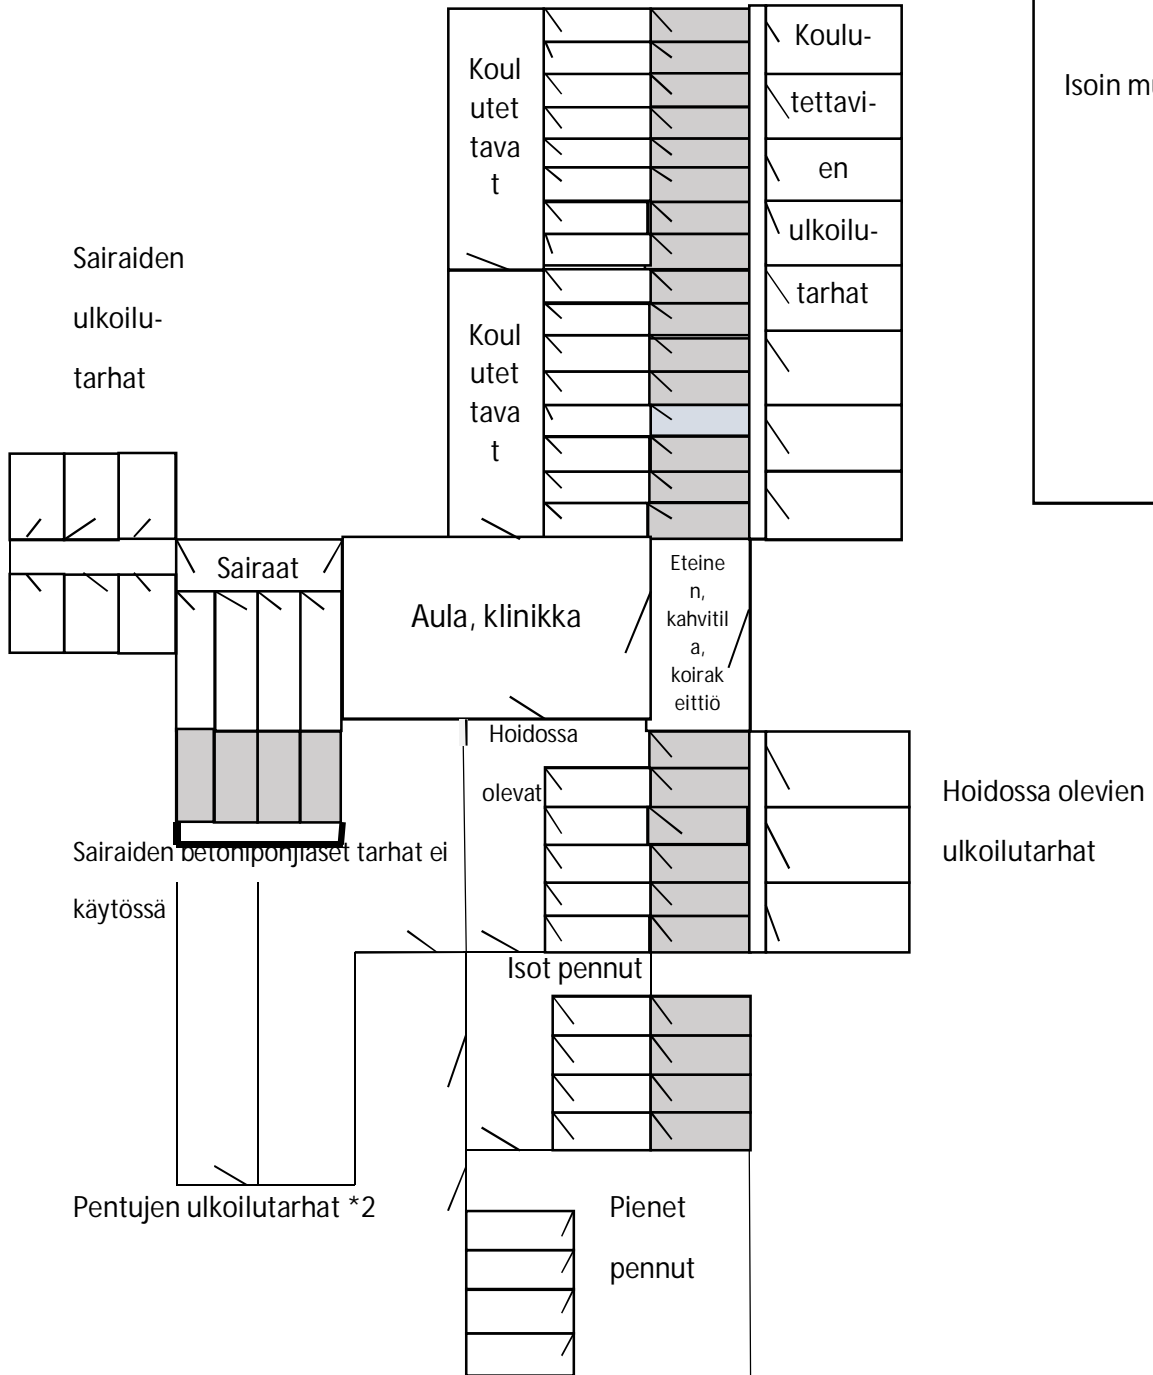 Koulu-
tettavi-
en
ulkoilu-
tarhat
Isoin
Koul
utet
tava
t
Sairaiden
ulkoilu-
tarhat
Koul
utet
tava
t
Sairaat
Aula, klinikka
Eteine
n,
kahvitil
a,
koirak
eittiö
Hoidossa
olevat
Hoidossa olevien
ulkoilutarhat
Sairaiden betonipohjaset tarhat ei
käytössä
Isot pennut
Pentujen ulkoilutarhat *2
Pienet
pennut